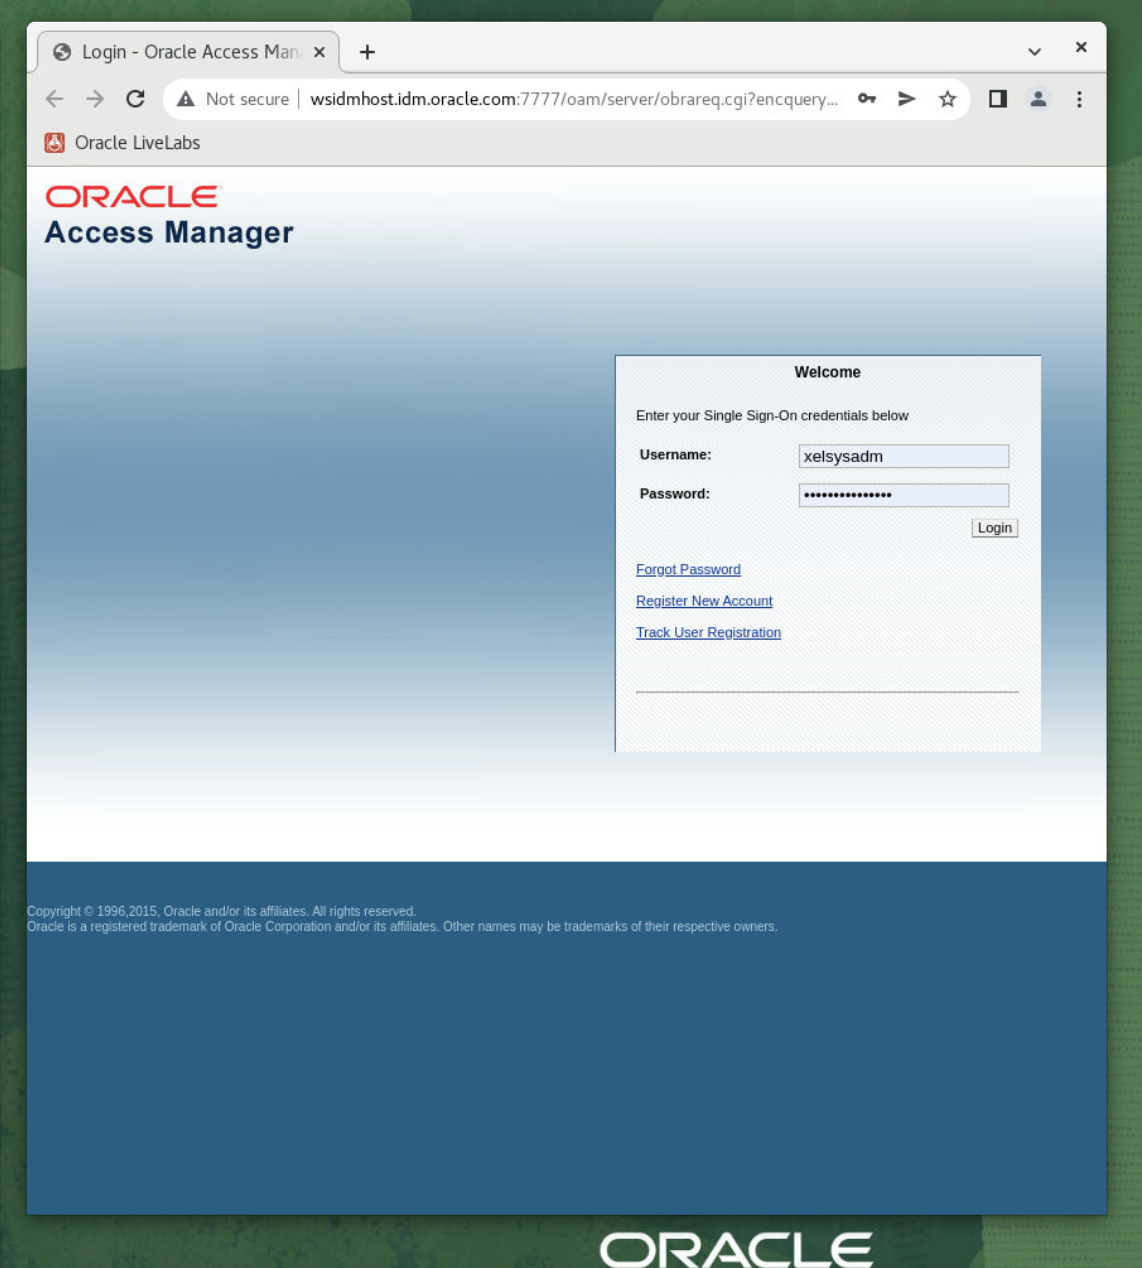 Login - Oracle Access Man
Not secure
wsidmhost.idm.oracle.com:7777/oam/server/obrareq.cgi?encquery...
Oracle LiveLabs
ORACLE
Access Manager
Welcome
Enter your Single Sign-On credentials below
Username:
xelsysadm
Password:
•••••••••••••••
Login
Forgot Password
Register New Account
Track User Registration
Copyright © 1996,2015, Oracle and/or its affiliates. All rights reserved.
Oracle is a registered trademark of Oracle Corporation and/or its affiliates. Other names may be trademarks of their respective owners.
ORACLE